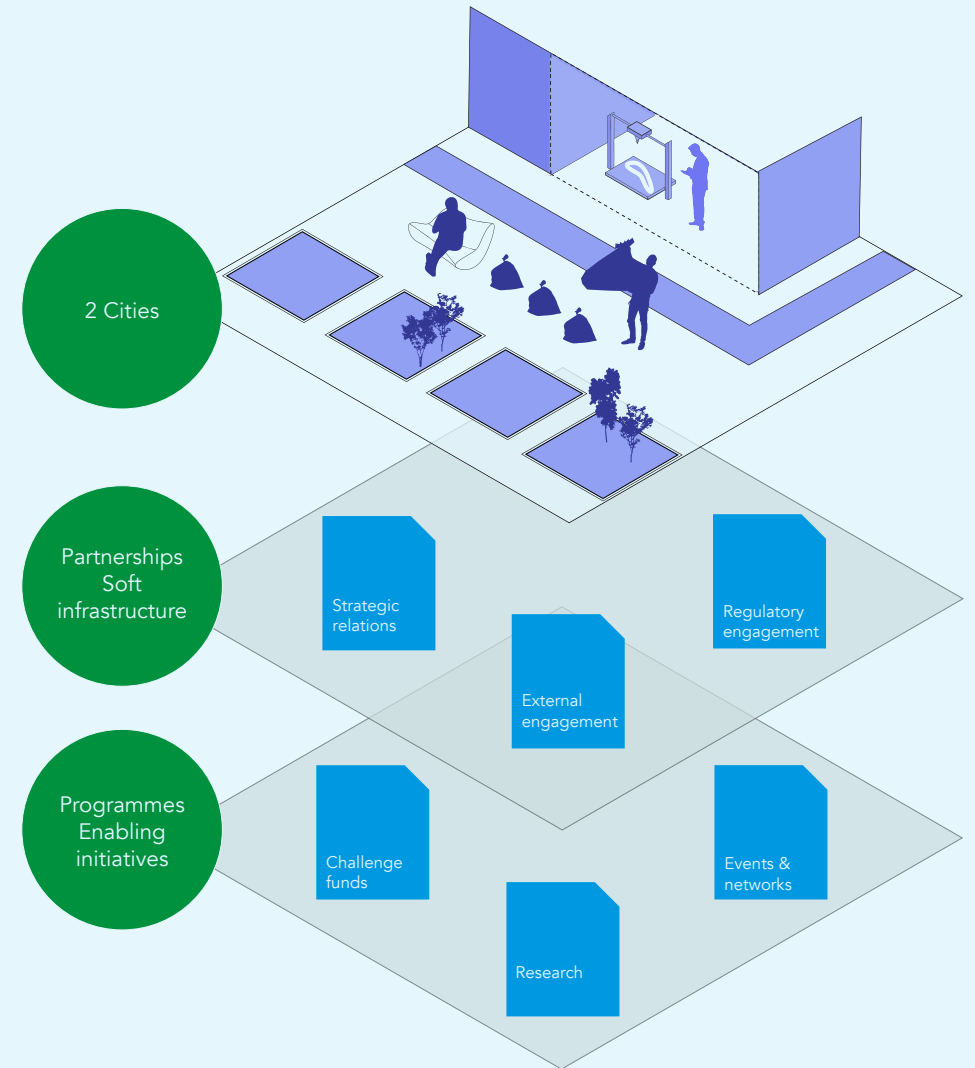 2 Cities
Partnerships
Soft
infrastructure
Strategic
relations
Regulatory
engagement
External
engagement
Programmes
Enabling
initiatives
Challenge
funds
Events &
networks
Research